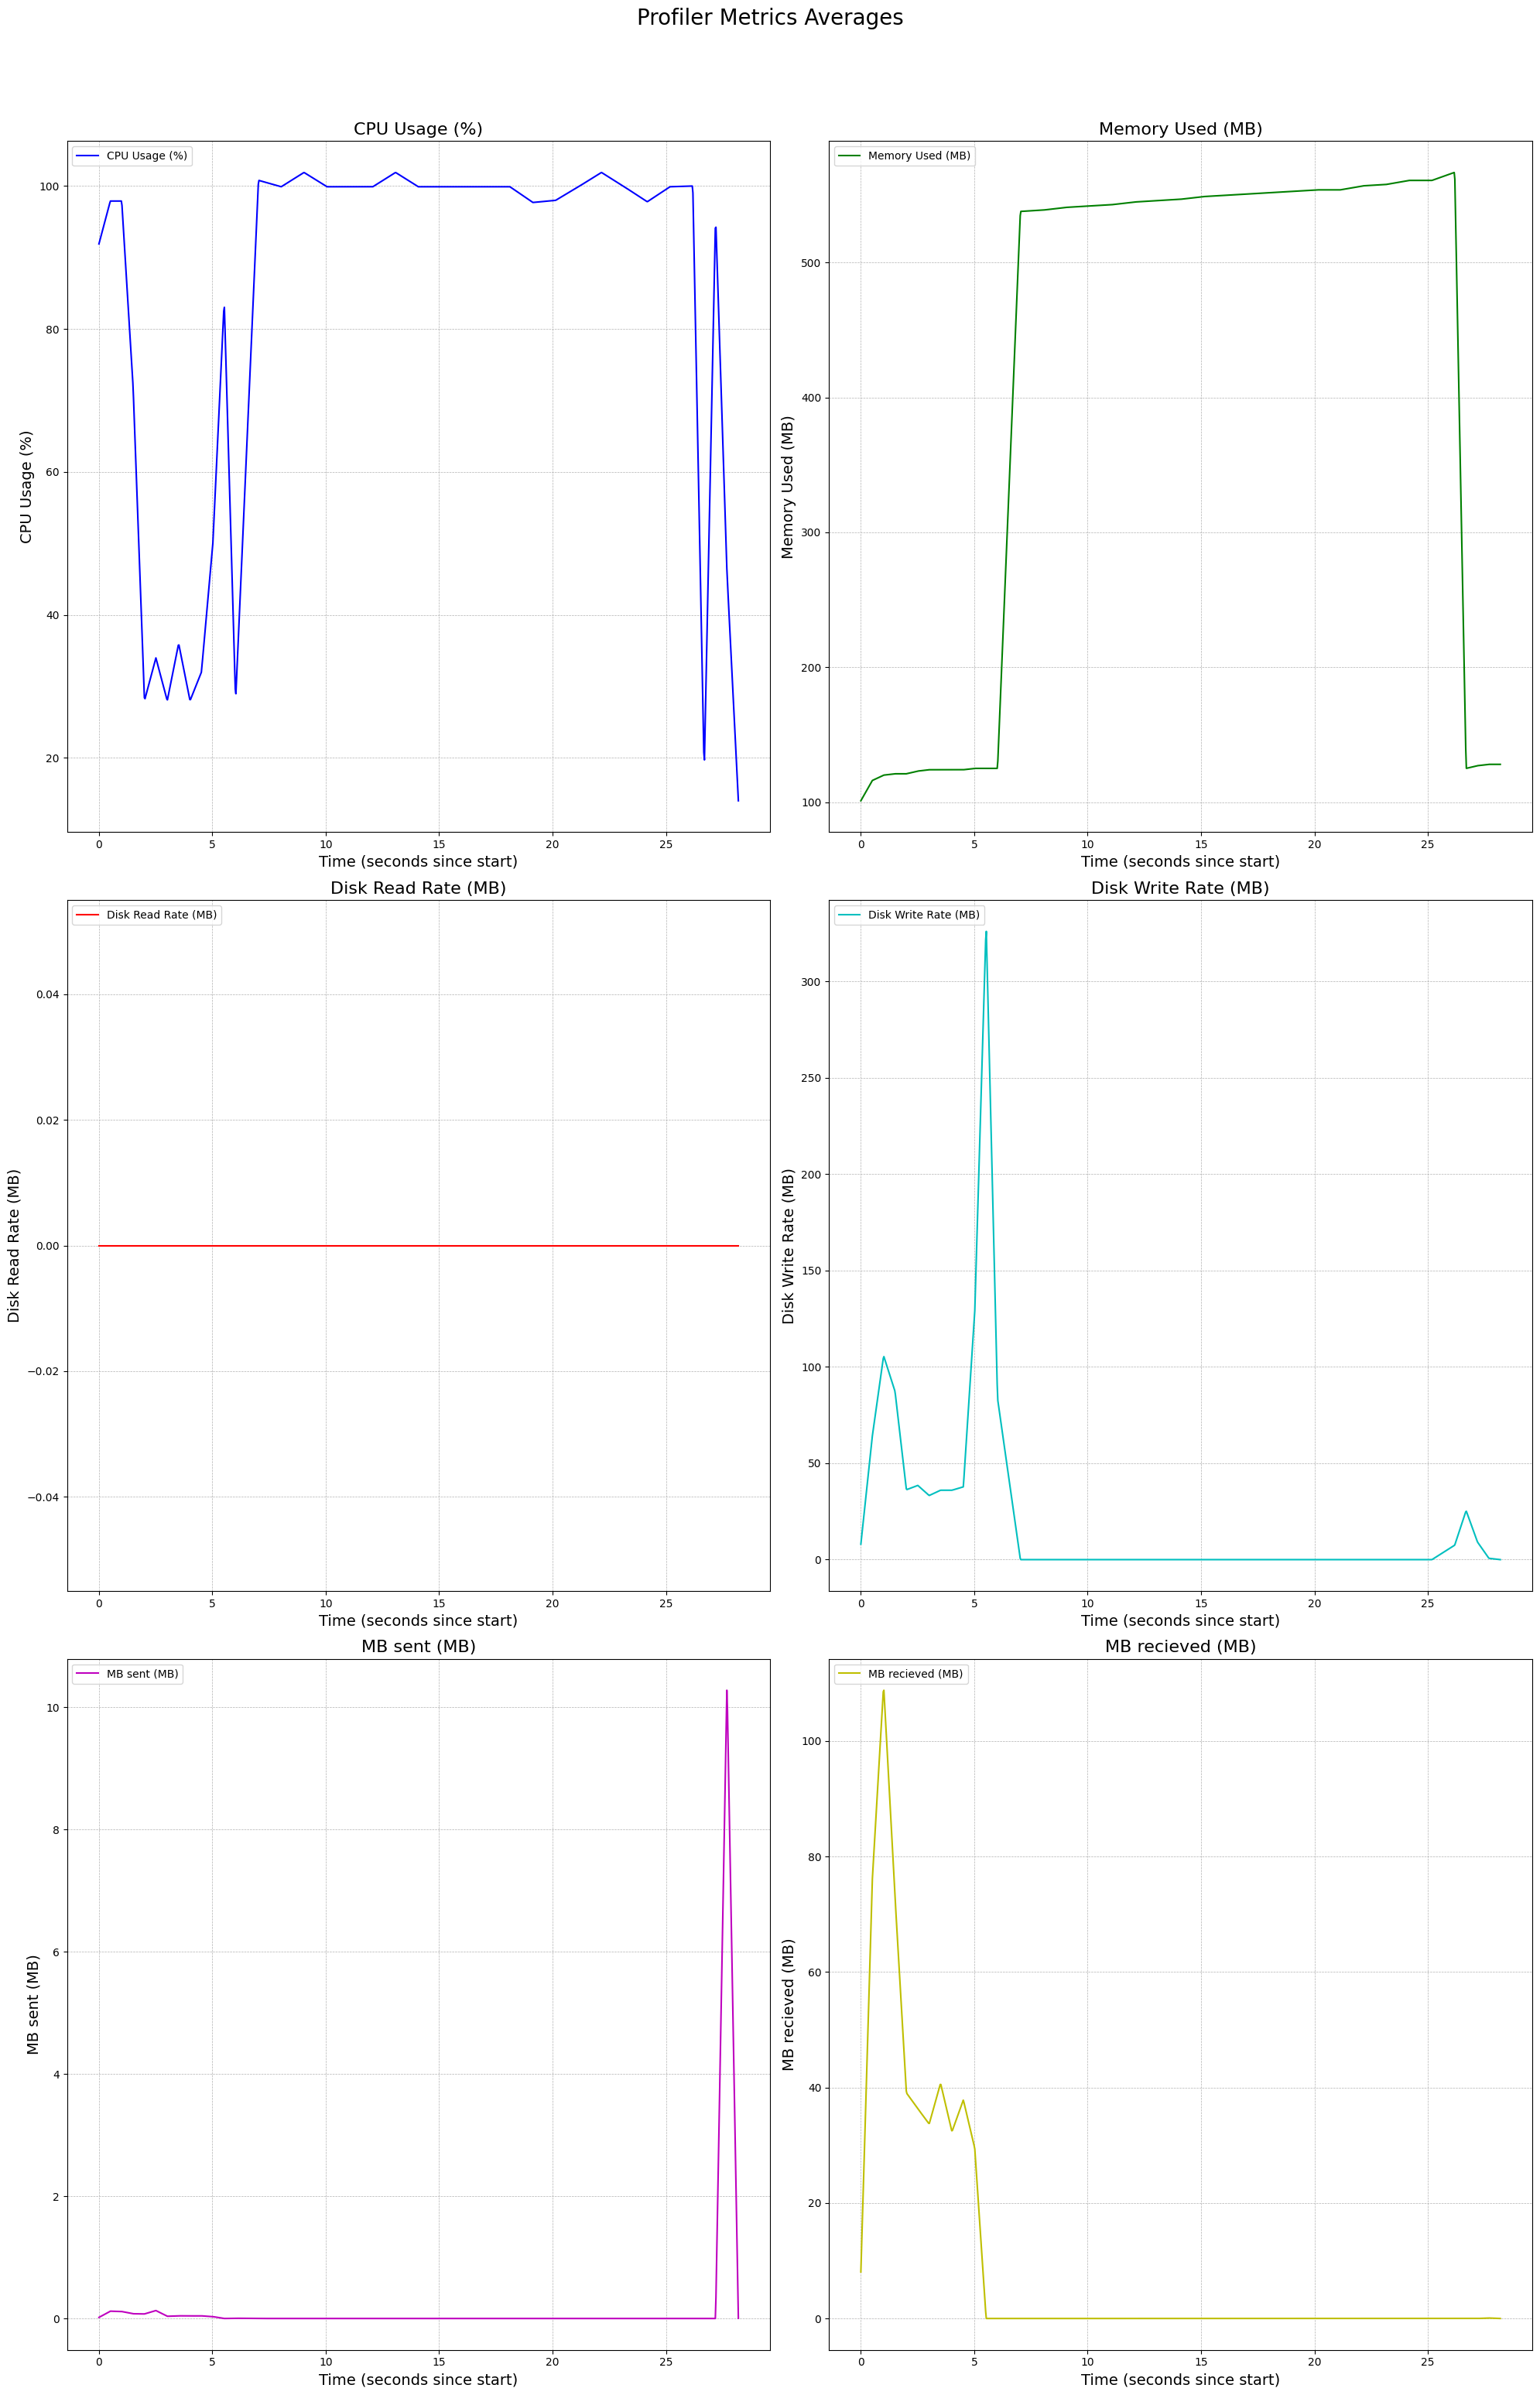 Profiler Metrics Averages
CPU Usage (%)
CPU Usage (%)
CPU Usage (%)
100
80
60
40
20
0 5 10 15 20 25
Time (seconds since start)
Memory Used (MB)
Memory Used (MB)
Memory Used (MB)
500
400
300
200
100
0 5 10 15 20 25
Time (seconds since start)
Disk Read Rate (MB)
Disk Read Rate (MB)
Disk Read Rate (MB)
0.04
0.02
0.00
−0.02
−0.04
0 5 10 15 20 25
Time (seconds since start)
Disk Write Rate (MB)
Disk Write Rate (MB)
Disk Write Rate (MB)
300
250
200
150
100
50
0
0 5 10 15 20 25
Time (seconds since start)
MB sent (MB)
MB sent (MB)
MB sent (MB)
10
8
6
4
2
0
0 5 10 15 20 25
Time (seconds since start)
MB recieved (MB)
MB recieved (MB)
MB recieved (MB)
100
80
60
40
20
0
0 5 10 15 20 25
Time (seconds since start)